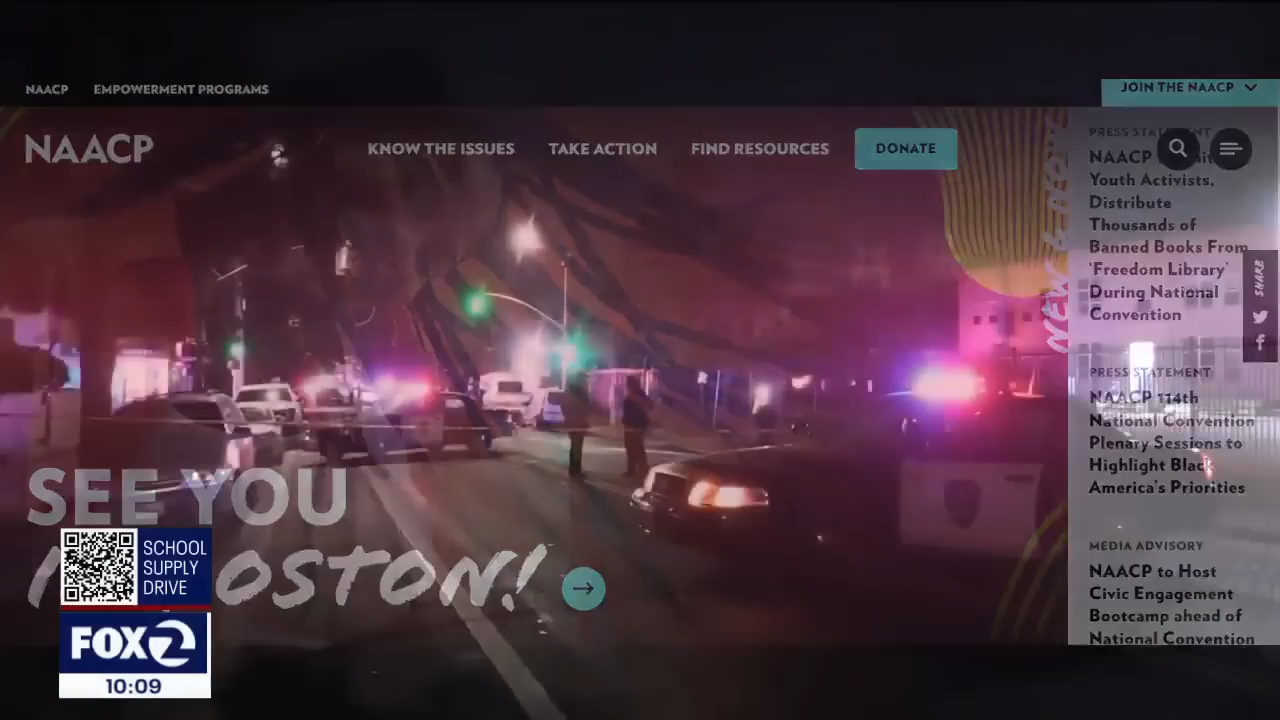 NAACP EMPOWERMENT PROGRAMS
JOIN THE NAACP
NAACP
KNOW THE ISSUES TAKE ACTION FIND RESOURCES DONATE
PRESS STATEMENT
NAACP
Youth Activists,
Distribute
Thousands of
Banned Books From
'Freedom Library'
During National
Convention
NEW & NOW
SHARE
PRESS STATEMENT
NAACP 114th
National Convention
Plenary Sessions to
Highlight Black
America's Priorities
MEDIA ADVISORY
NAACP to Host
Civic Engagement
Bootcamp ahead of
National Convention
SEE YOU
OSTON!
SCHOOL
SUPPLY
DRIVE
FOX 2
10:09